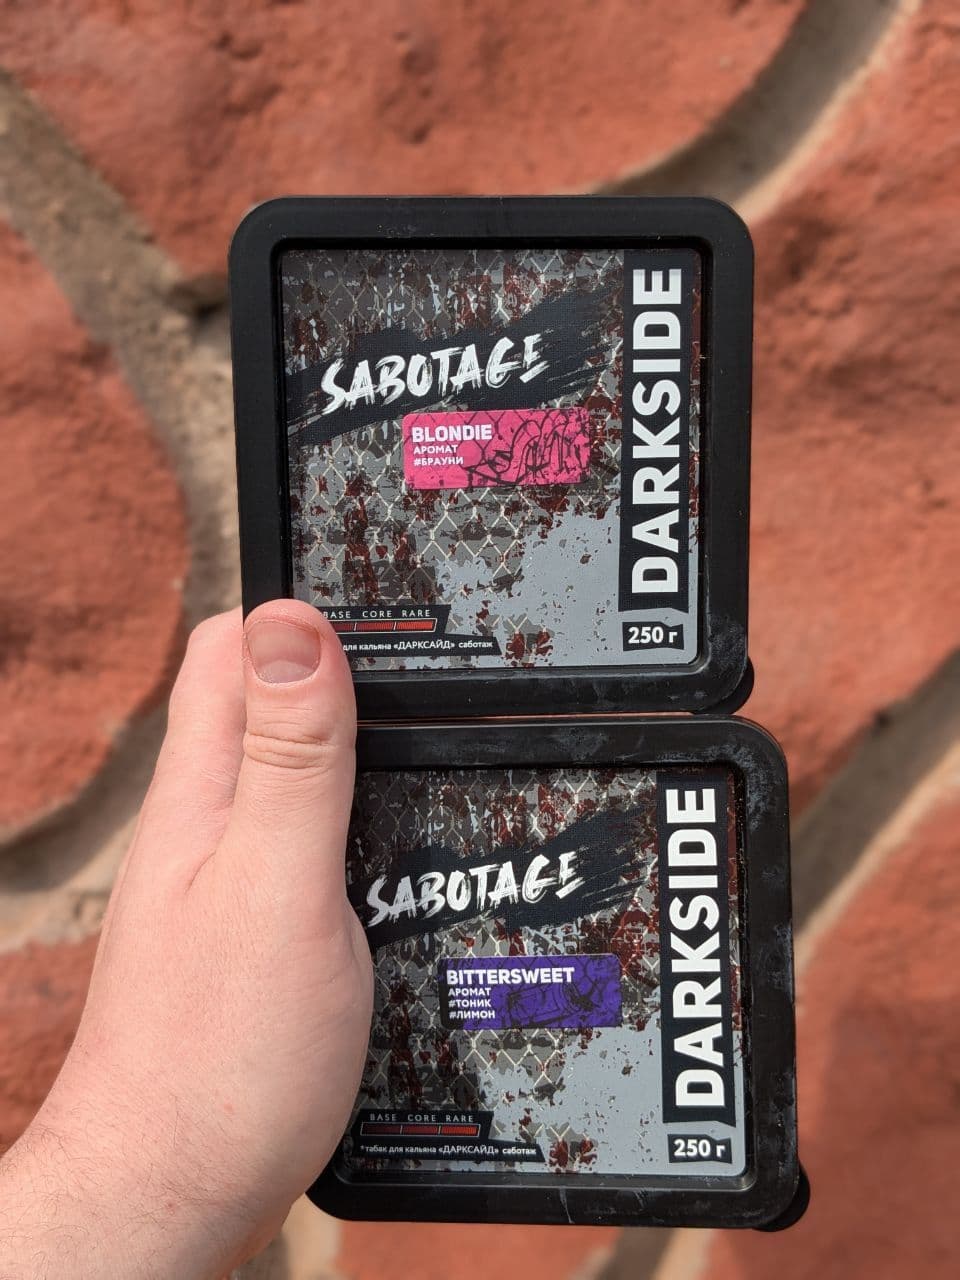 SABOTAGE
BLONDIE
АРОМАТ
#БРАУНИ
DARKSIDE
BASE CORE RARE
для кальяна «ДАРКСАЙД» саботаж
250 г
SABOTAGE
BITTERSWEET
АРОМАТ
#ТОНИК
#ЛИМОН
DARKSIDE
BASE CORE RARE
*табак для кальяна «ДАРКСАЙД» саботаж
250 г